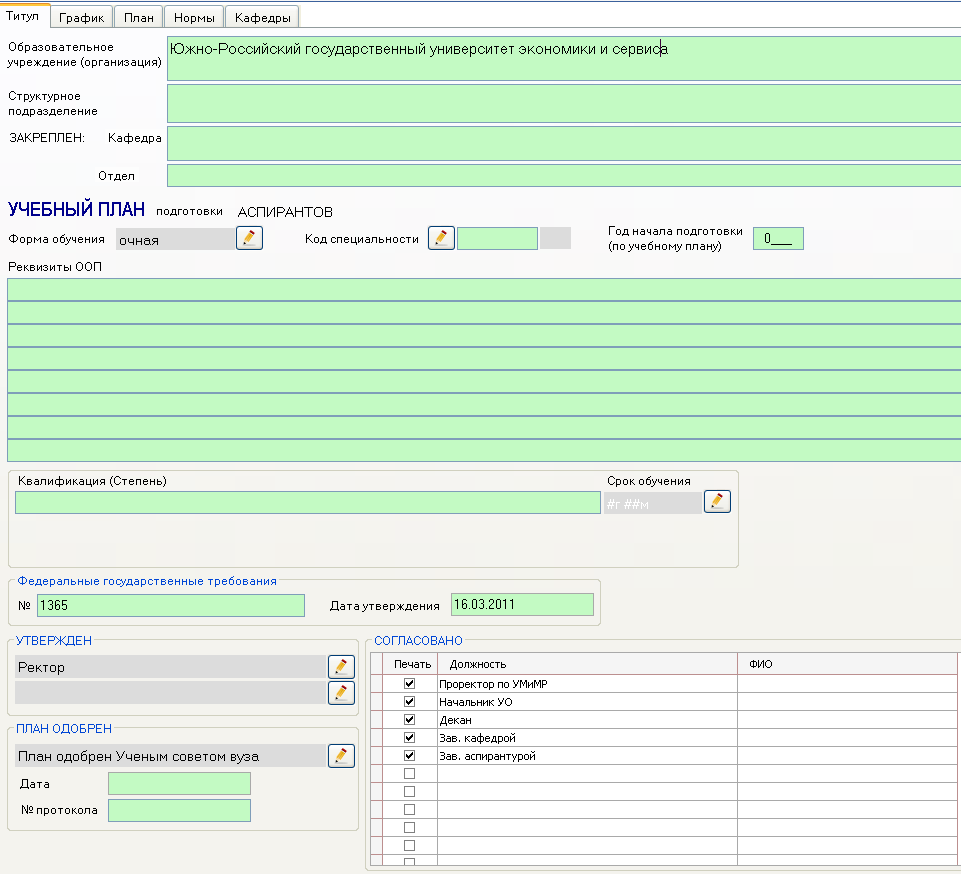 Титул График План Нормы Кафедры
Образовательное
учреждение (организация)
Южно-Российский государственный университет экономики и сервиса
Структурное
подразделение
ЗАКРЕПЛЕН: Кафедра
Отдел
УЧЕБНЫЙ ПЛАН подготовки АСПИРАНТОВ
Форма обучения очная Код специальности
Год начала подготовки
(по учебному плану)
0___
Реквизиты ООП
Квалификация (Степень) Срок обучения
#г ##м
Федеральные государственные требования
№ 1365 Дата утверждения 16.03.2011
УТВЕРЖДЕН
Ректор
ПЛАН ОДОБРЕН
План одобрен Ученым советом вуза
Дата
№ протокола
СОГЛАСОВАНО
Печать Должность ФИО
Проректор по УМиМР
Начальник УО
Декан
Зав. кафедрой
Зав. аспирантурой